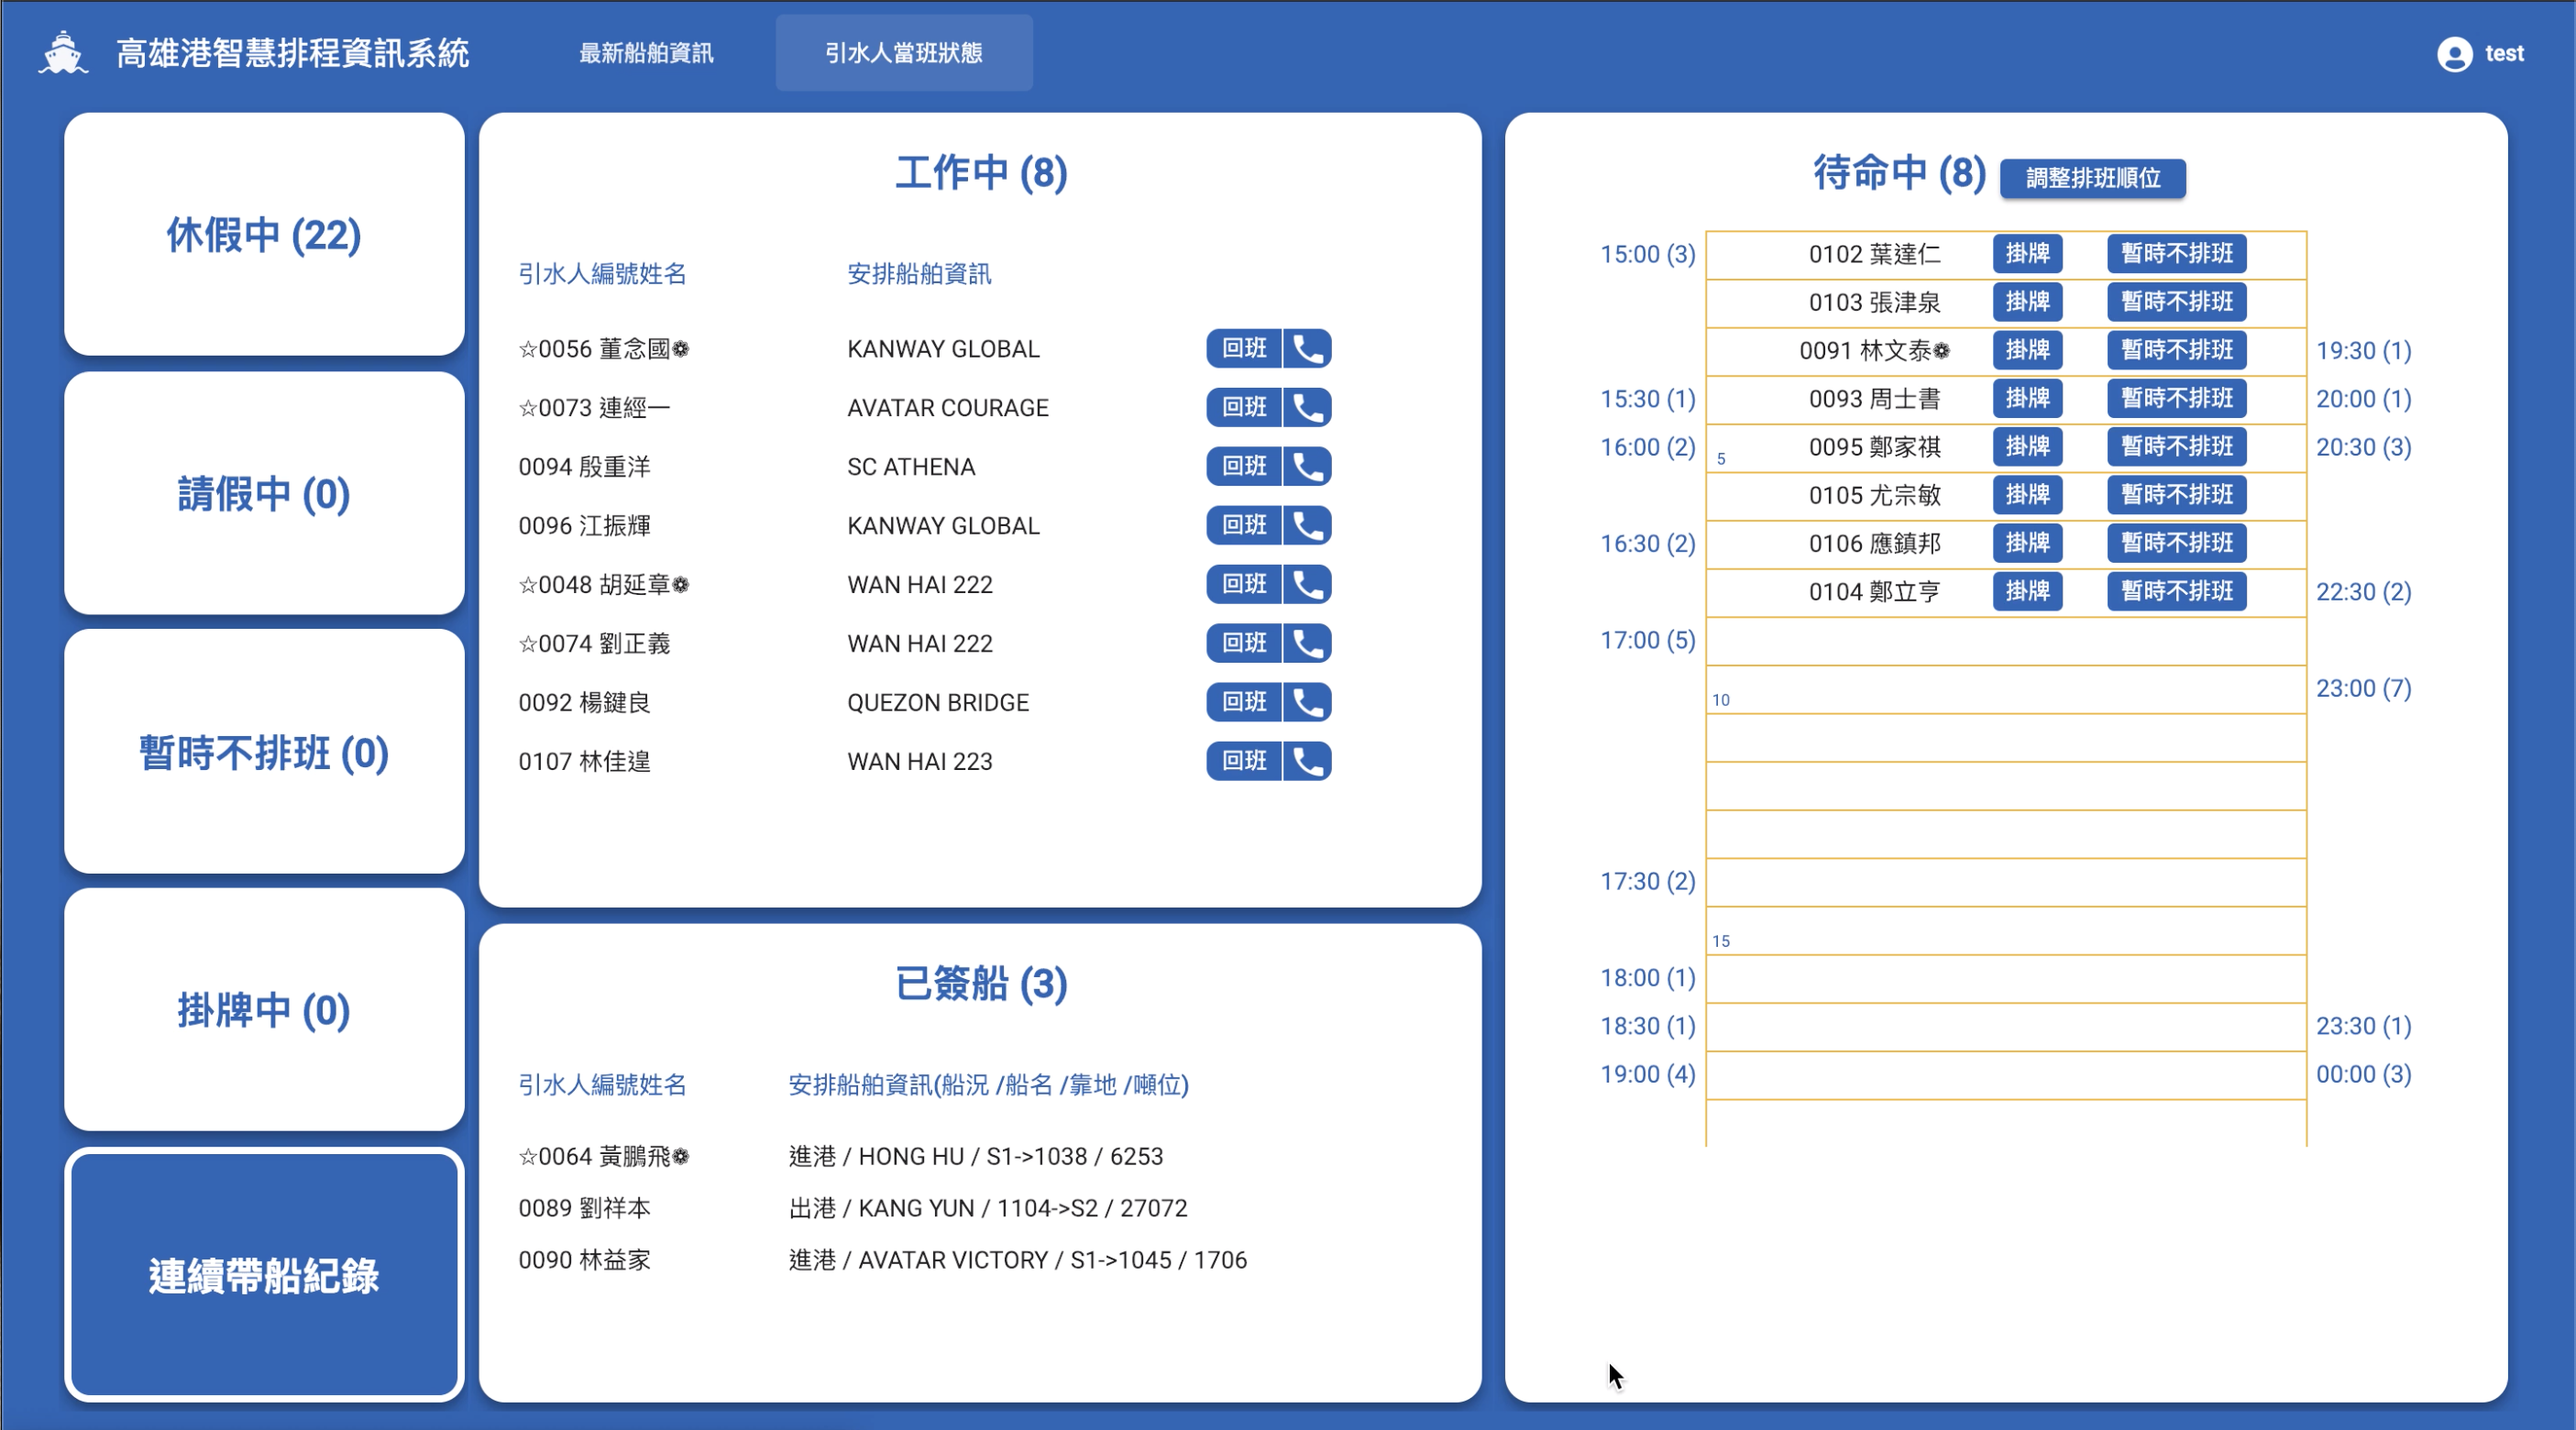 高雄港智慧排程資訊系統 最新船舶資訊 引水人當班狀態 test
休假中 (22)
請假中 (0)
暫時不排班 (0)
掛牌中 (0)
連續帶船紀錄
工作中 (8)
引水人編號姓名 安排船舶資訊
☆0056 董念國❁ KANWAY GLOBAL 回班
☆0073 連經一 AVATAR COURAGE 回班
0094 殷重洋 SC ATHENA 回班
0096 江振輝 KANWAY GLOBAL 回班
☆0048 胡延章❁ WAN HAI 222 回班
☆0074 劉正義 WAN HAI 222 回班
0092 楊鍵良 QUEZON BRIDGE 回班
0107 林佳遑 WAN HAI 223 回班
已簽船 (3)
引水人編號姓名 安排船舶資訊(船況 /船名 /靠地 /噸位)
☆0064 黃鵬飛❁ 進港 / HONG HU / S1->1038 / 6253
0089 劉祥本 出港 / KANG YUN / 1104->S2 / 27072
0090 林益家 進港 / AVATAR VICTORY / S1->1045 / 1706
待命中 (8) 調整排班順位
15:00 (3) 0102 葉達仁 掛牌 暫時不排班
0103 張津泉 掛牌 暫時不排班
0091 林文泰❁ 掛牌 暫時不排班 19:30 (1)
15:30 (1) 0093 周士書 掛牌 暫時不排班 20:00 (1)
16:00 (2) 5 0095 鄭家祺 掛牌 暫時不排班 20:30 (3)
0105 尤宗敏 掛牌 暫時不排班
16:30 (2) 0106 應鎮邦 掛牌 暫時不排班
0104 鄭立亨 掛牌 暫時不排班 22:30 (2)
17:00 (5)
10 23:00 (7)
17:30 (2)
15
18:00 (1)
18:30 (1) 23:30 (1)
19:00 (4) 00:00 (3)